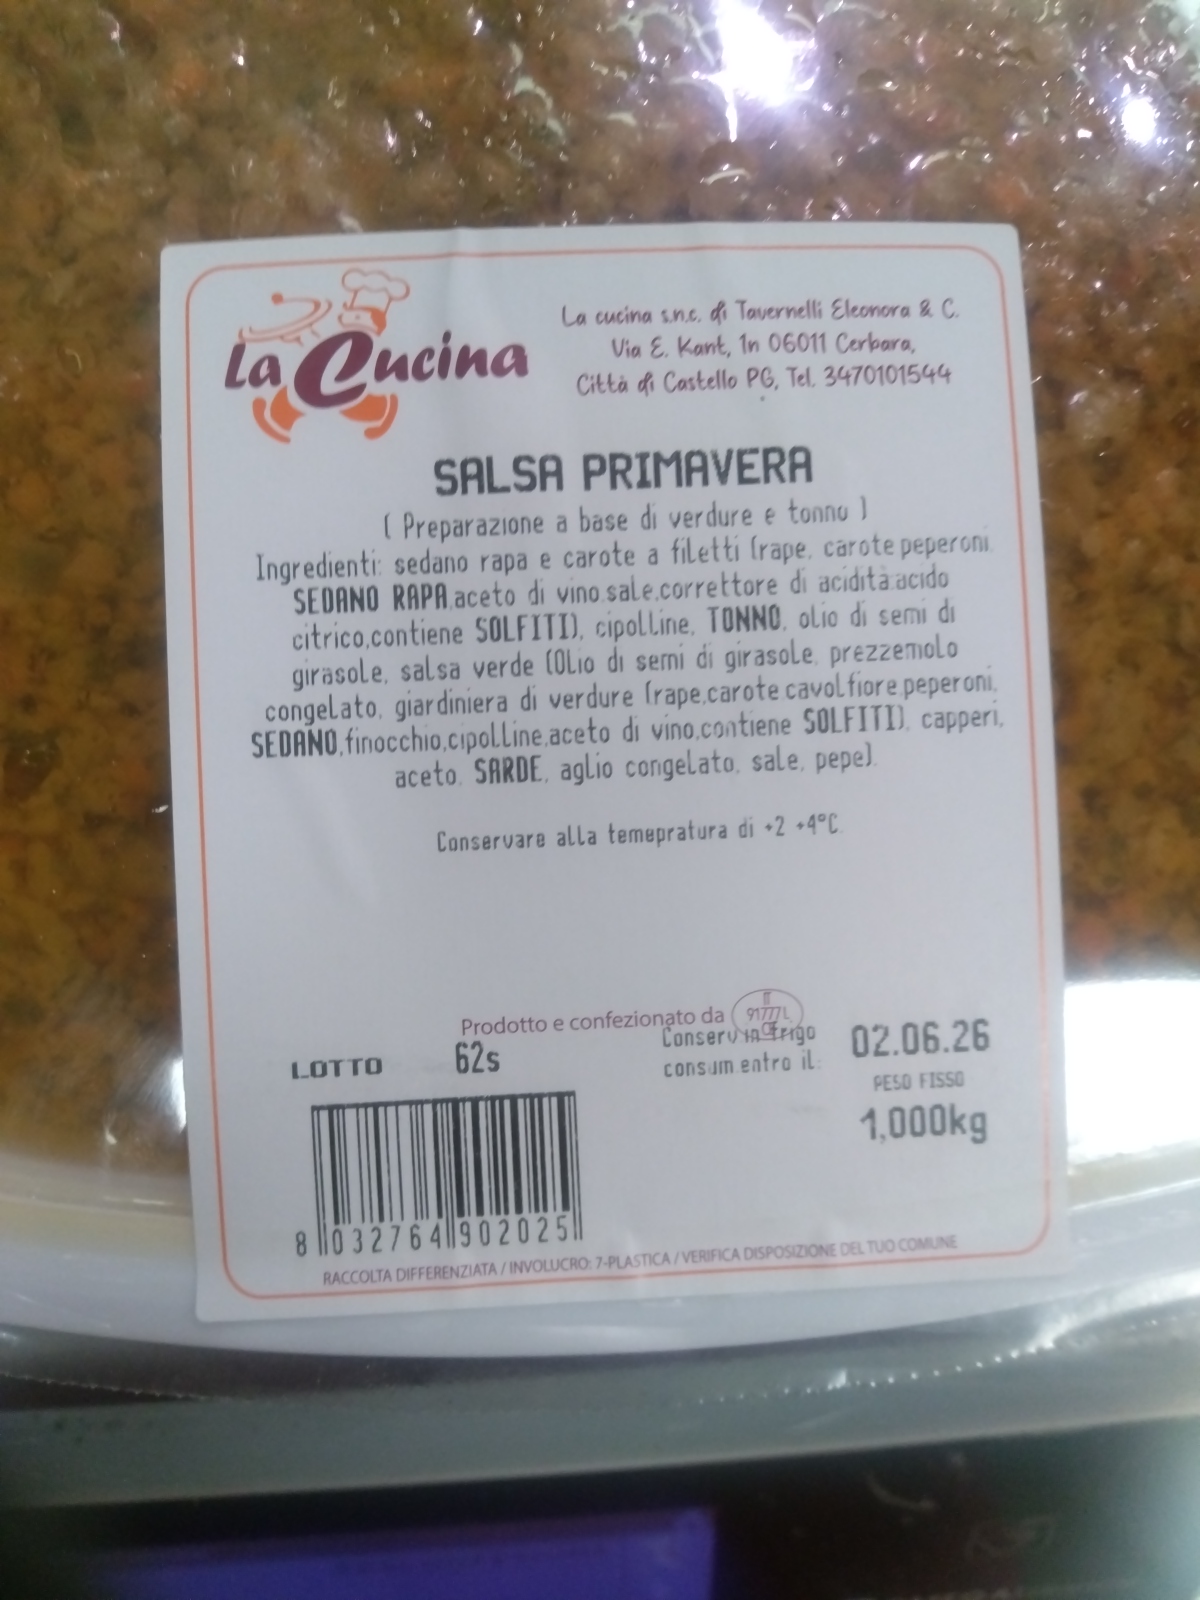 La Cucina
La cucina s.n.c. di Tavernelli Eleonora & C.
Via E. Kant, 1n 06011 Cerbara,
Città di Castello PG, Tel. 3470101544
SALSA PRIMAVERA
( Preparazione a base di verdure e tonno )
Ingredienti: sedano rapa e carote a filetti (rape, carote peperoni.
SEDANO RAPA,aceto di vino,sale,correttore di acidità:acido
citrico,contiene SOLFITI), cipolline, TONNO, olio di semi di
girasole, salsa verde (Olio di semi di girasole, prezzemolo
congelato, giardiniera di verdure (rape,carote,cavolfiore,peperoni,
SEDANO,finocchio,cipolline,aceto di vino,contiene SOLFITI), capperi,
aceto, SARDE, aglio congelato, sale, pepe).
Conservare alla temepratura di +2 +4°C.
Prodotto e confezionato da
IT
91777L
LOTTO 62s
Conserv in frigo
consum.entro il: 02.06.26
PESO FISSO
1,000kg
8 032764 902025
RACCOLTA DIFFERENZIATA / INVOLUCRO: 7-PLASTICA / VERIFICA DISPOSIZIONE DEL TUO COMUNE